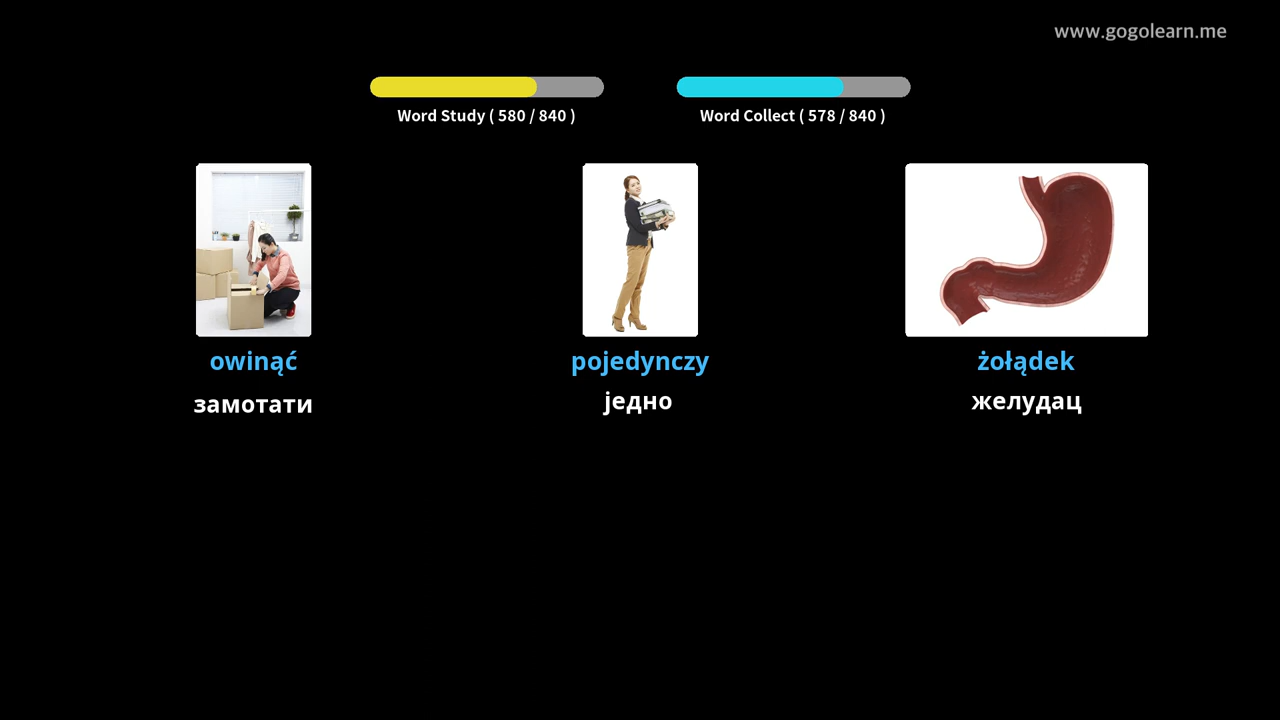 www.gogolearn.me
Word Study ( 580 / 840 )
Word Collect ( 578 / 840 )
owinąć
pojedynczy
żołądek
замотати
једно
желудац